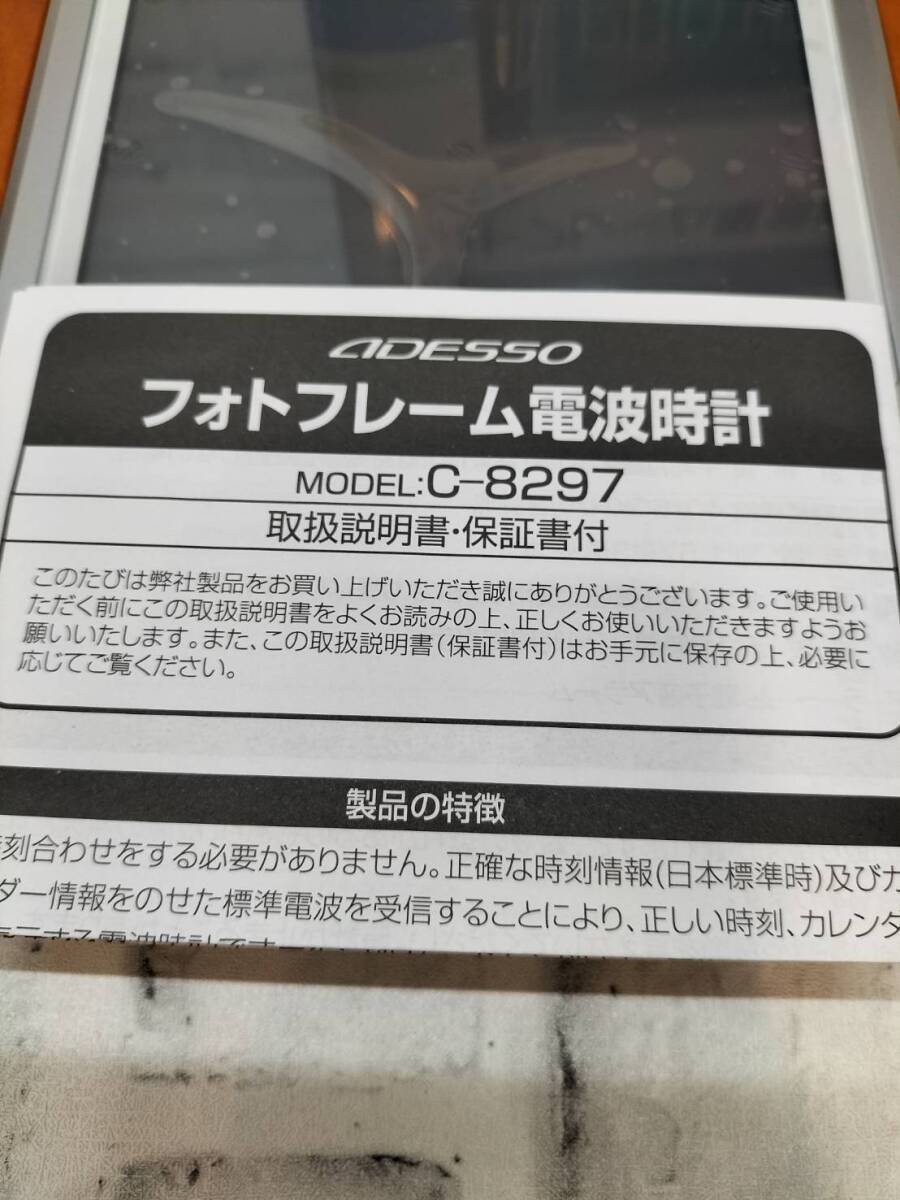 ADESSO
フォトフレーム電波時計
MODEL:C-8297
取扱説明書・保証書付
このたびは弊社製品をお買い上げいただき誠にありがとうございます。ご使用い
ただく前にこの取扱説明書をよくお読みの上、正しくお使いいただきますようお
願いいたします。また、この取扱説明書(保証書付)はお手元に保存の上、必要に
応じてご覧ください。
製品の特徴
刻合わせをする必要がありません。正確な時刻情報(日本標準時)及びカ
ダー情報をのせた標準電波を受信することにより、正しい時刻、カレンダ
示する電波時計です